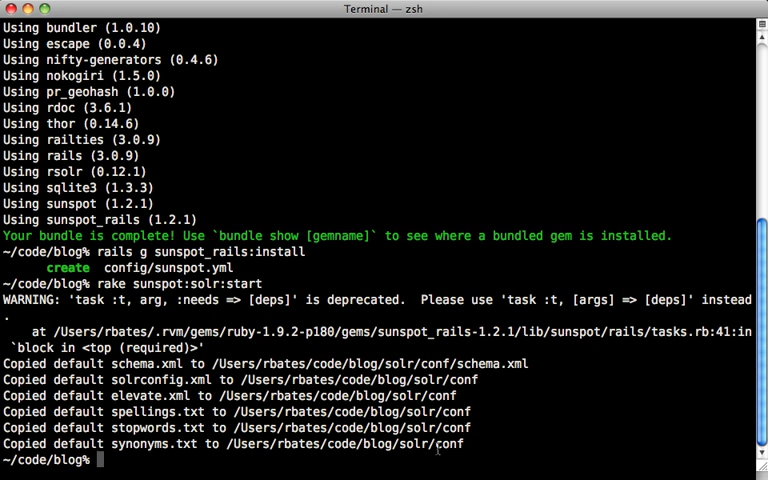 Terminal — zsh
Using bundler (1.0.10)
Using escape (0.0.4)
Using nifty-generators (0.4.6)
Using nokogiri (1.5.0)
Using pr_geohash (1.0.0)
Using rdoc (3.6.1)
Using thor (0.14.6)
Using railties (3.0.9)
Using rails (3.0.9)
Using rsolr (0.12.1)
Using sqlite3 (1.3.3)
Using sunspot (1.2.1)
Using sunspot_rails (1.2.1)
Your bundle is complete! Use `bundle show [gemname]` to see where a bundled gem is installed.
~/code/blog% rails g sunspot_rails:install
create  config/sunspot.yml
~/code/blog% rake sunspot:solr:start
WARNING: 'task :t, arg, :needs => [deps]' is deprecated.  Please use 'task :t, [args] => [deps]' instead
.
at /Users/rbates/.rvm/gems/ruby-1.9.2-p180/gems/sunspot_rails-1.2.1/lib/sunspot/rails/tasks.rb:41:in
`block in <top (required)>'
Copied default schema.xml to /Users/rbates/code/blog/solr/conf/schema.xml
Copied default solrconfig.xml to /Users/rbates/code/blog/solr/conf
Copied default elevate.xml to /Users/rbates/code/blog/solr/conf
Copied default spellings.txt to /Users/rbates/code/blog/solr/conf
Copied default stopwords.txt to /Users/rbates/code/blog/solr/conf
Copied default synonyms.txt to /Users/rbates/code/blog/solr/conf
~/code/blog%